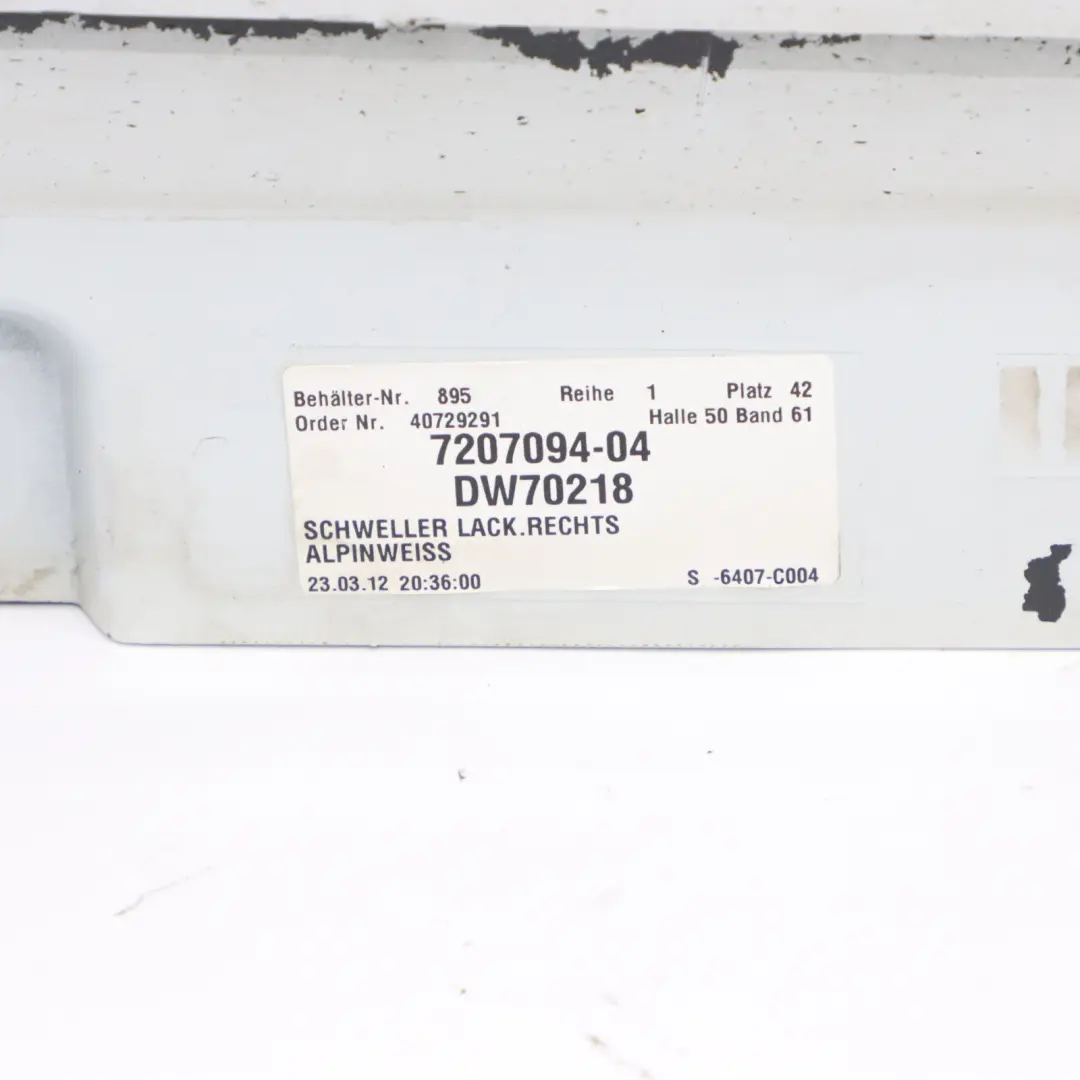 Behälter-Nr. 895 Reihe 1 Platz 42
Order Nr. 40729291 Halle 50 Band 61
7207094-04
DW70218
SCHWELLER LACK.RECHTS
ALPINWEISS
23.03.12 20:36:00 S -6407-C004